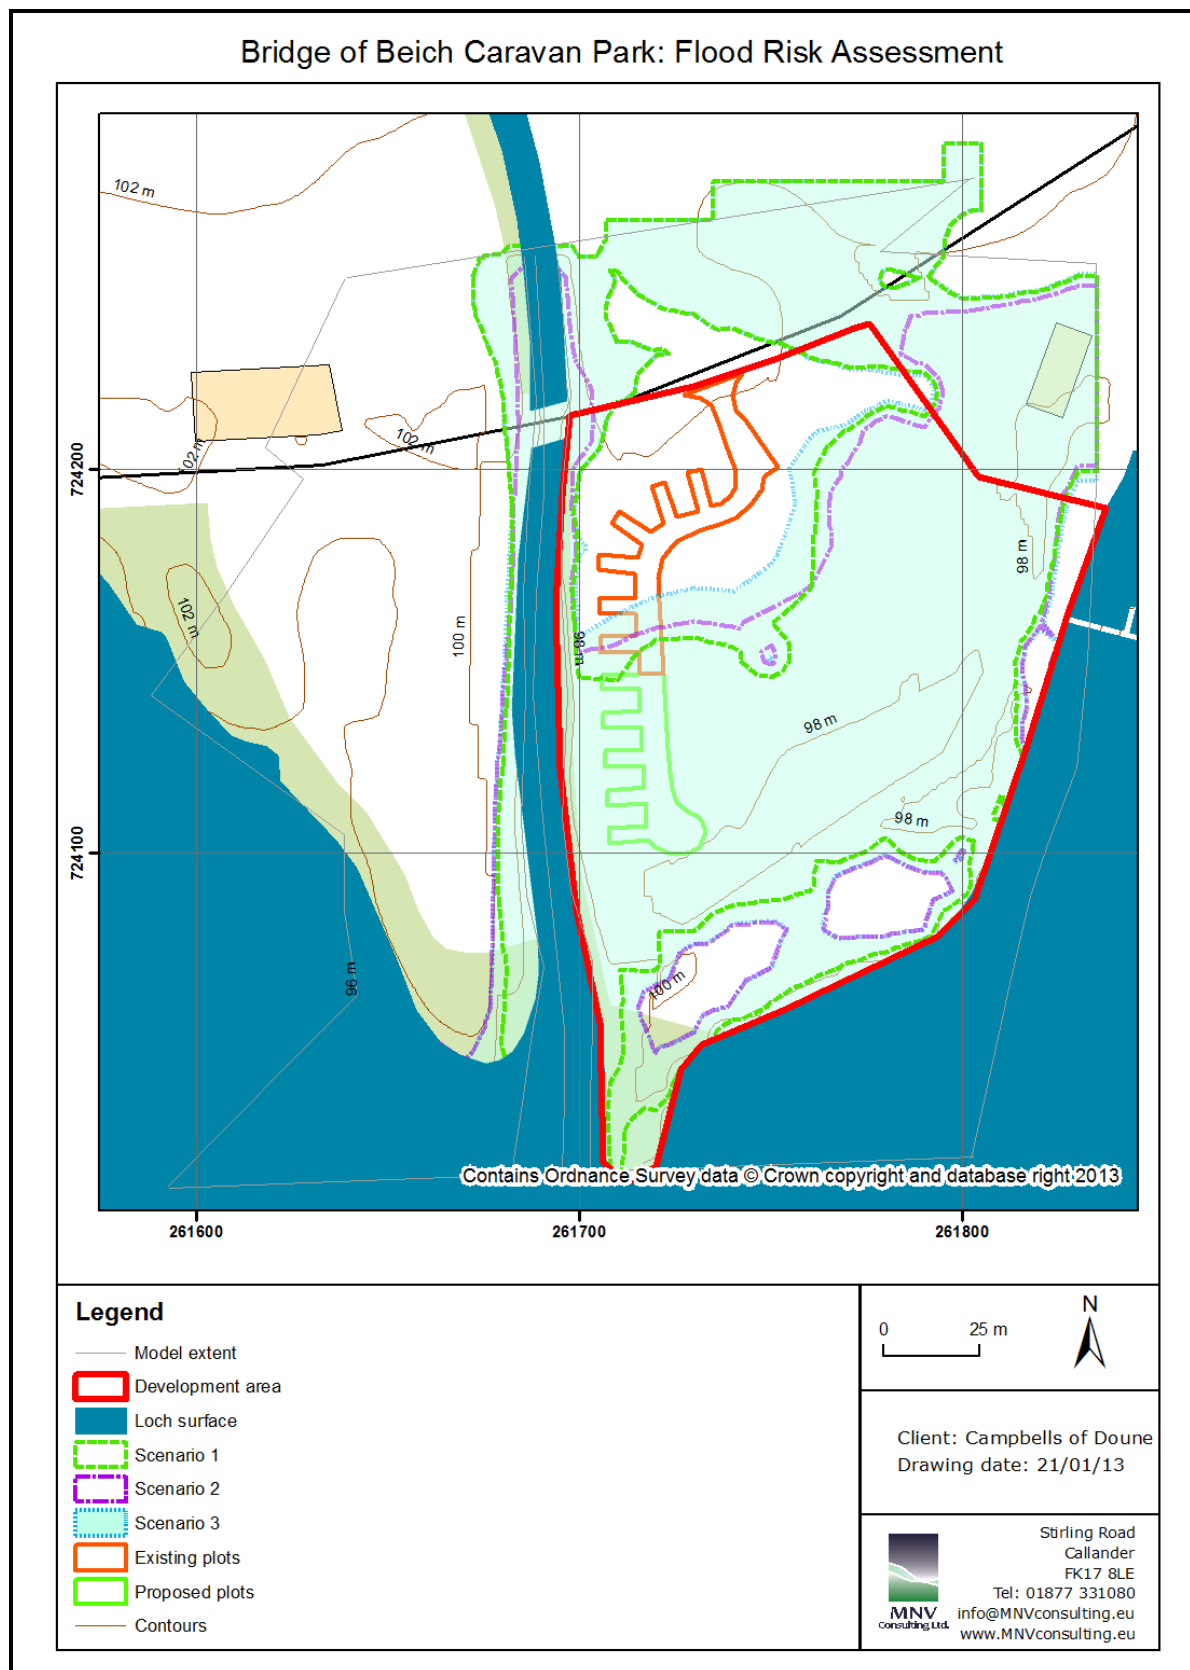 Bridge of Beich Caravan Park: Flood Risk Assessment
102 m
102 m
102 m
724200
102 m
98 m
100 m
98 m
98 m
98 m
724100
96 m
100 m
Contains Ordnance Survey data © Crown copyright and database right 2013
261600
261700
261800
Legend
Model extent
Development area
Loch surface
Scenario 1
Scenario 2
Scenario 3
Existing plots
Proposed plots
Contours
0
25 m
N
Client: Campbells of Doune
Drawing date: 21/01/13
MNV
Consulting Ltd.
Stirling Road
Callander
FK17 8LE
Tel: 01877 331080
info@MNVconsulting.eu
www.MNVconsulting.eu